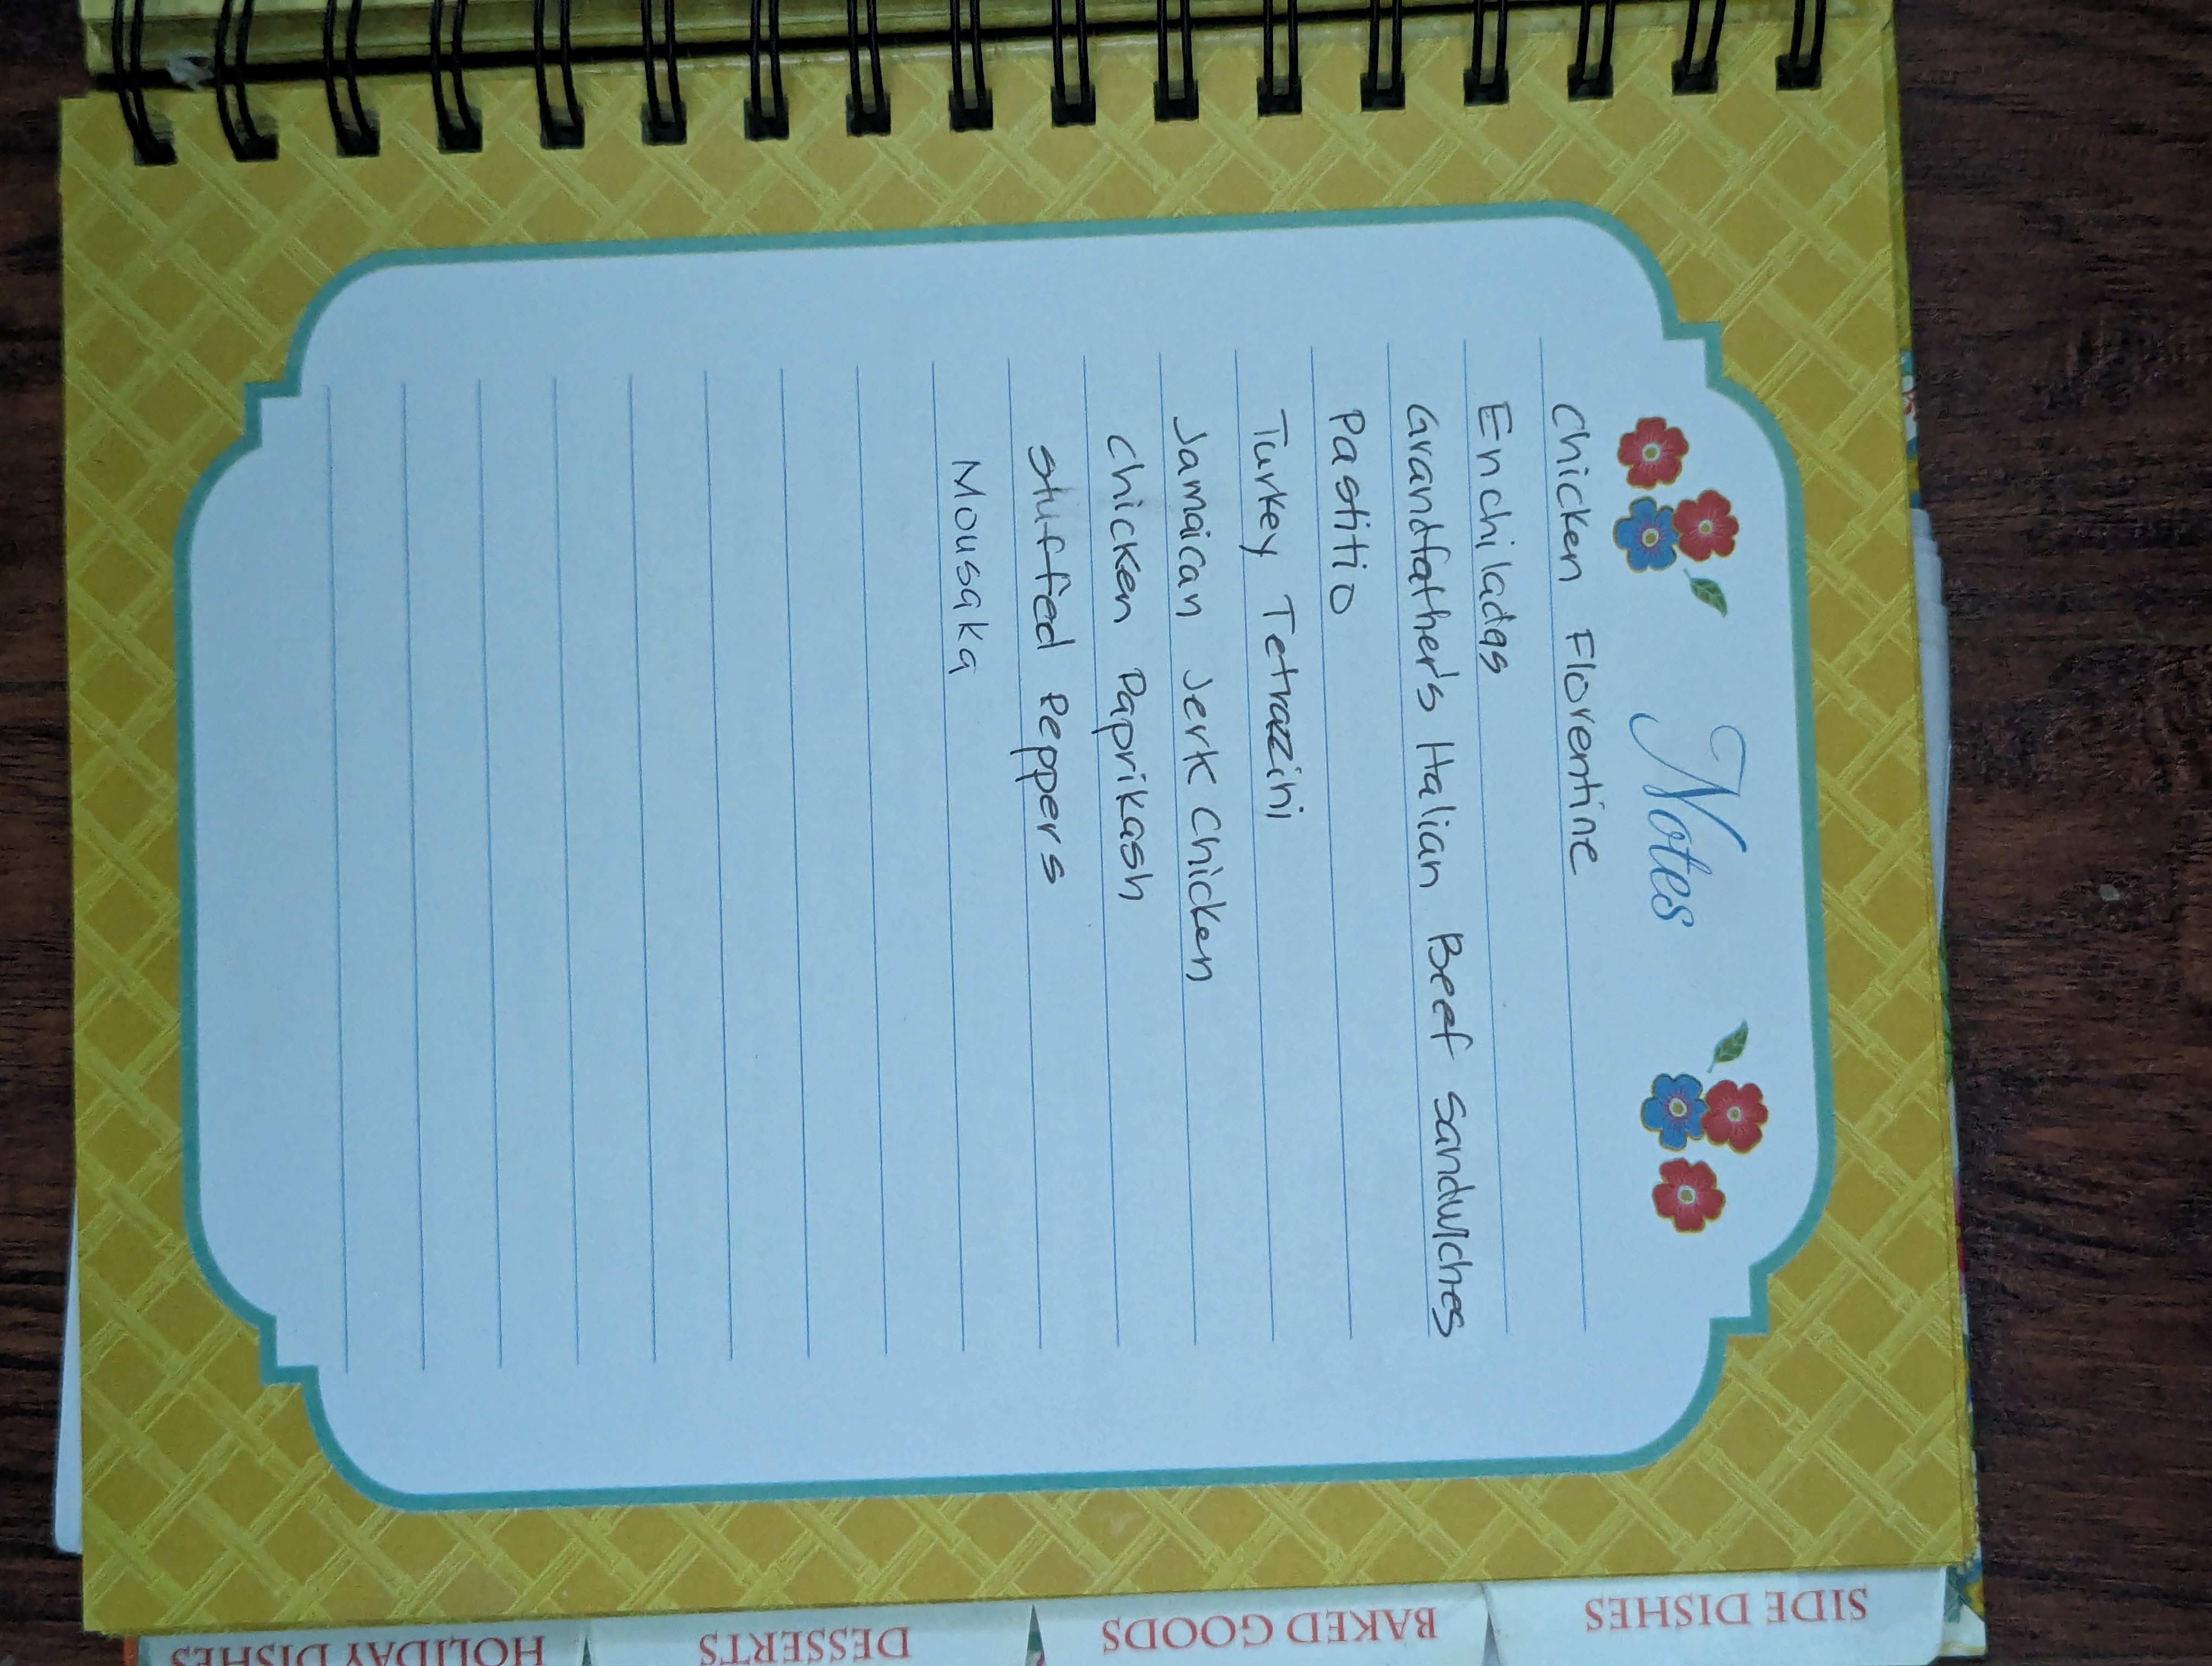 Notes
Chicken Florentine
Enchiladas
Grandfather's Italian Beef Sandwiches
Pastitio
Turkey Tetrazzini
Jamaican Jerk Chicken
Chicken Paprikash
Stuffed Peppers
Mousaka
SIDE DISHES
BAKED GOODS
DESSERTS
HOLIDAY DISHES